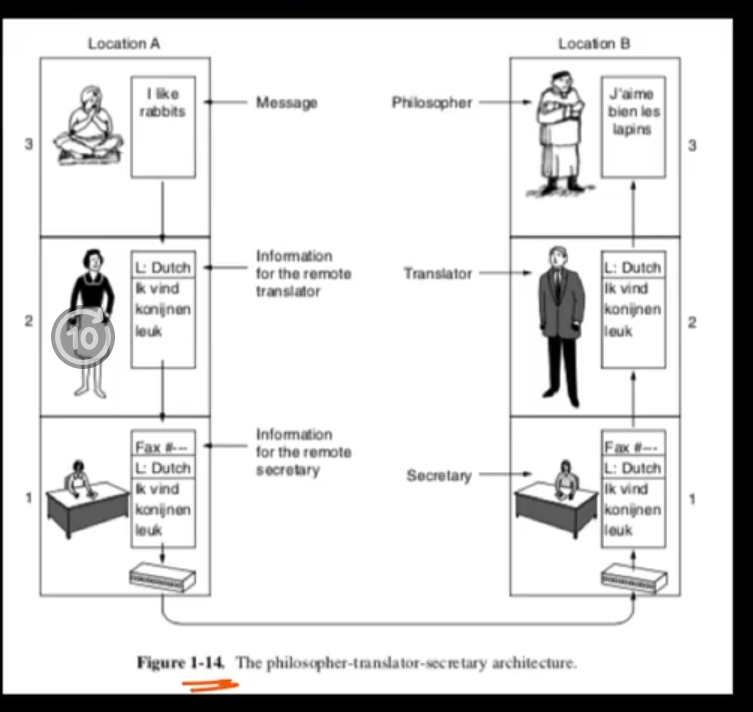 Location A
Location B
3
I like
rabbits
Message
Philosopher
J'aime
bien les
lapins
3
2
L: Dutch
Ik vind
konijnen
leuk
10
Information
for the remote
translator
Translator
L: Dutch
Ik vind
konijnen
leuk
2
1
Fax #---
L: Dutch
Ik vind
konijnen
leuk
Information
for the remote
secretary
Secretary
Fax #---
L: Dutch
Ik vind
konijnen
leuk
1
Figure 1-14. The philosopher-translator-secretary architecture.